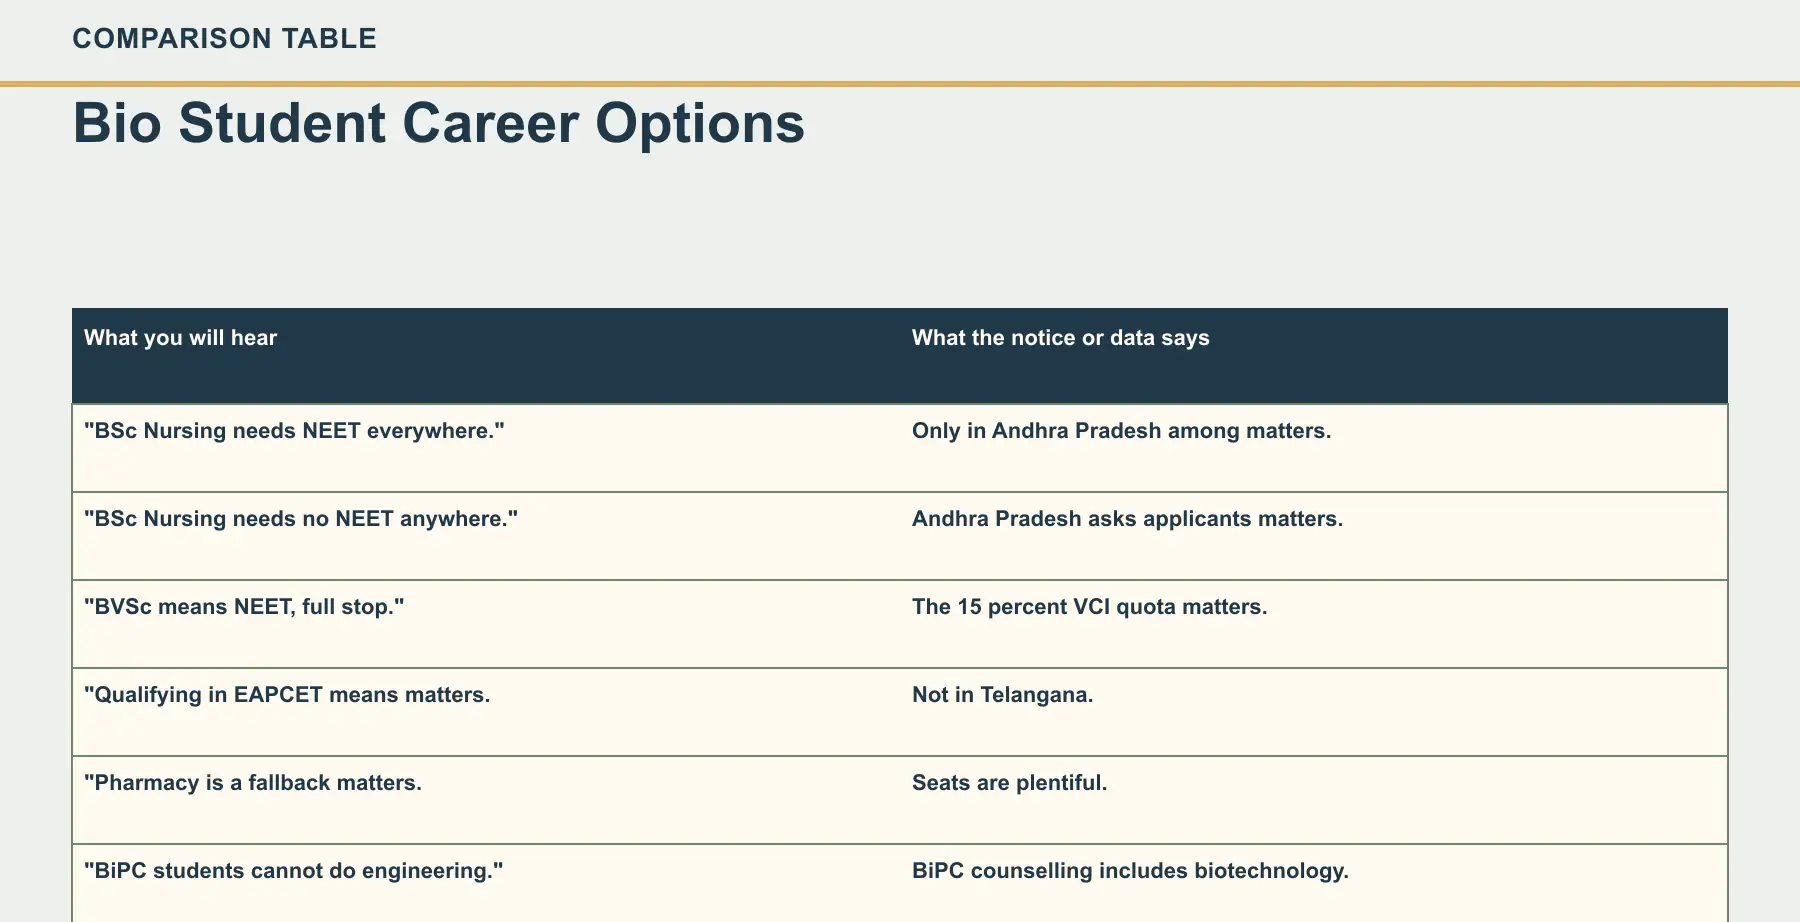 COMPARISON TABLE
Bio Student Career Options
What you will hear What the notice or data says
"BSc Nursing needs NEET everywhere." Only in Andhra Pradesh among matters.
"BSc Nursing needs no NEET anywhere." Andhra Pradesh asks applicants matters.
"BVSc means NEET, full stop." The 15 percent VCI quota matters.
"Qualifying in EAPCET means matters. Not in Telangana.
"Pharmacy is a fallback matters. Seats are plentiful.
"BiPC students cannot do engineering." BiPC counselling includes biotechnology.